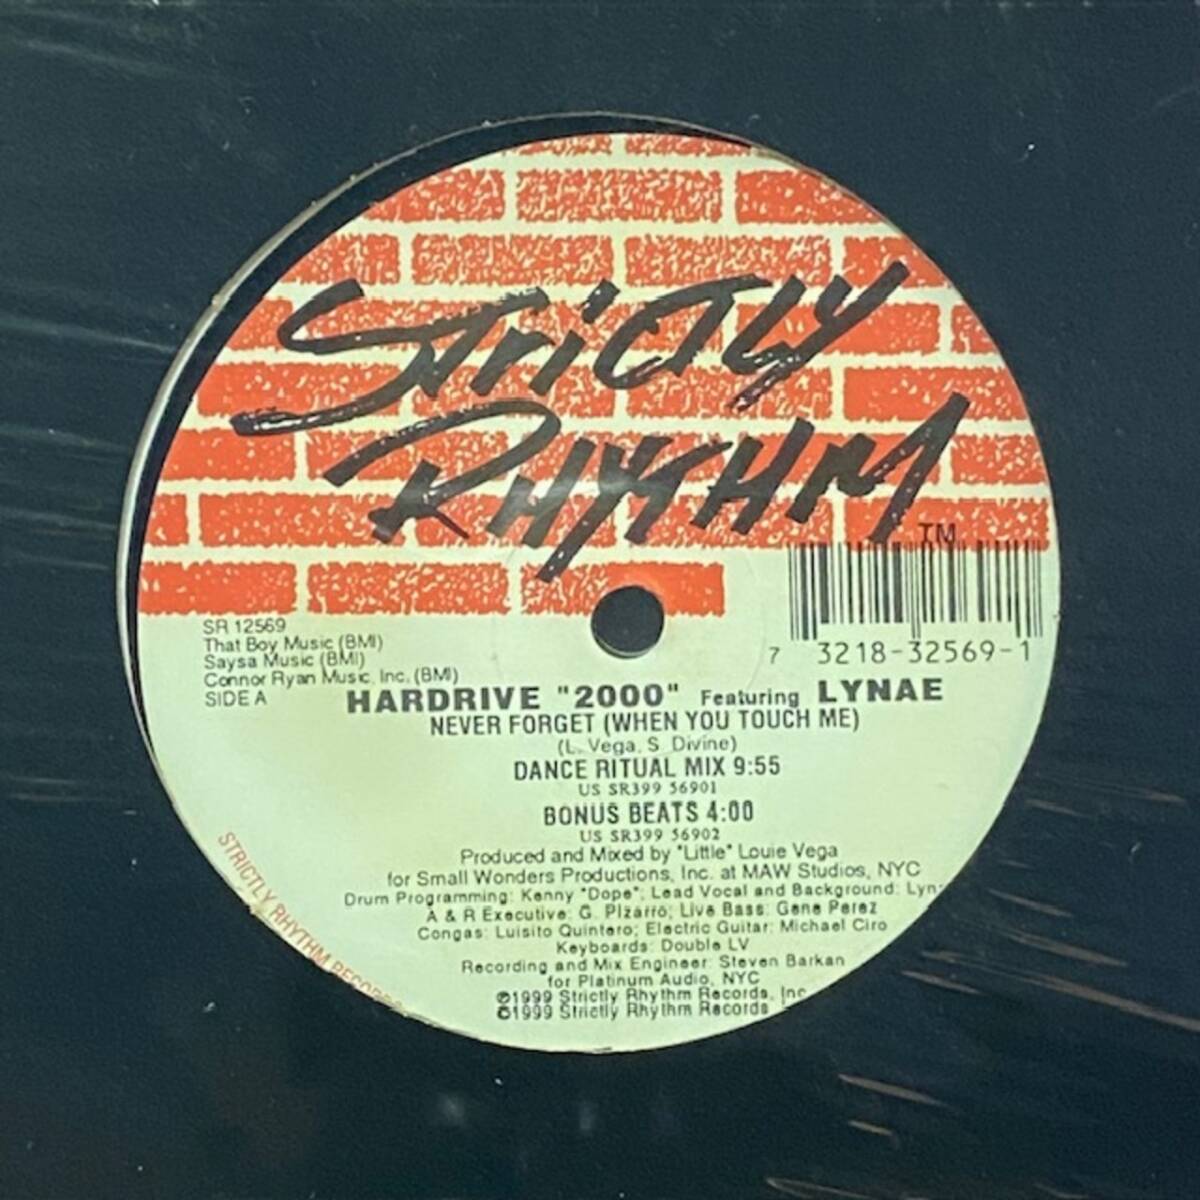 STRICTLY
RHYTHM
TM
SR 12569
That Boy Music (BMI)
Saysa Music (BMI)
Connor Ryan Music, Inc. (BMI)
SIDE A
7 3218-32569-1
HARDRIVE "2000" Featuring LYNAE
NEVER FORGET (WHEN YOU TOUCH ME)
(L. Vega, S. Divine)
DANCE RITUAL MIX 9:55
US SR399 56901
BONUS BEATS 4:00
US SR399 56902
Produced and Mixed by "Little" Louie Vega
for Small Wonders Productions, Inc. at MAW Studios, NYC
Drum Programming: Kenny "Dope"; Lead Vocal and Background: Lyn
A & R Executive: G. Pizarro; Live Bass: Gene Perez
Congas: Luisito Quintero; Electric Guitar: Michael Ciro
Keyboards: Double LV
Recording and Mix Engineer: Steven Barkan
for Platinum Audio, NYC
℗1999 Strictly Rhythm Records, Inc
©1999 Strictly Rhythm Records
STRICTLY RHYTHM RECORDS